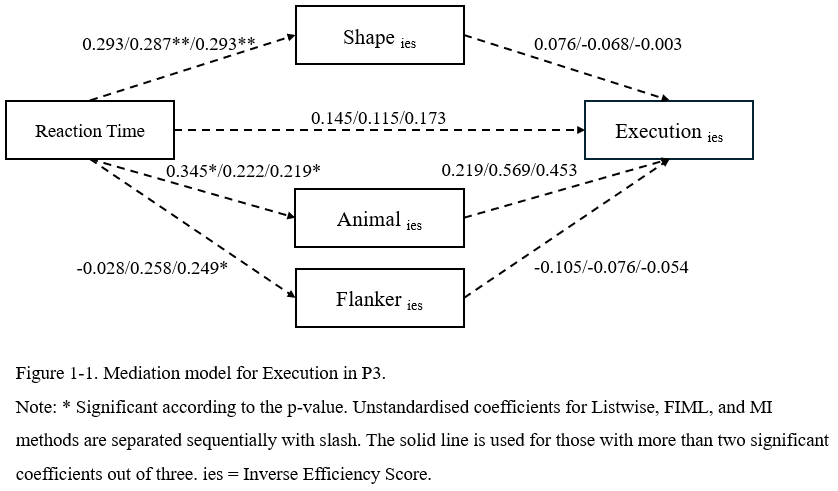 0.293/0.287**/0.293**
Shape ies
0.076/-0.068/-0.003
Reaction Time
0.145/0.115/0.173
Execution ies
0.345*/0.222/0.219*
0.219/0.569/0.453
Animal ies
-0.028/0.258/0.249*
Flanker ies
-0.105/-0.076/-0.054
Figure 1-1. Mediation model for Execution in P3.
Note: * Significant according to the p-value. Unstandardised coefficients for Listwise, FIML, and MI
methods are separated sequentially with slash. The solid line is used for those with more than two significant
coefficients out of three. ies = Inverse Efficiency Score.